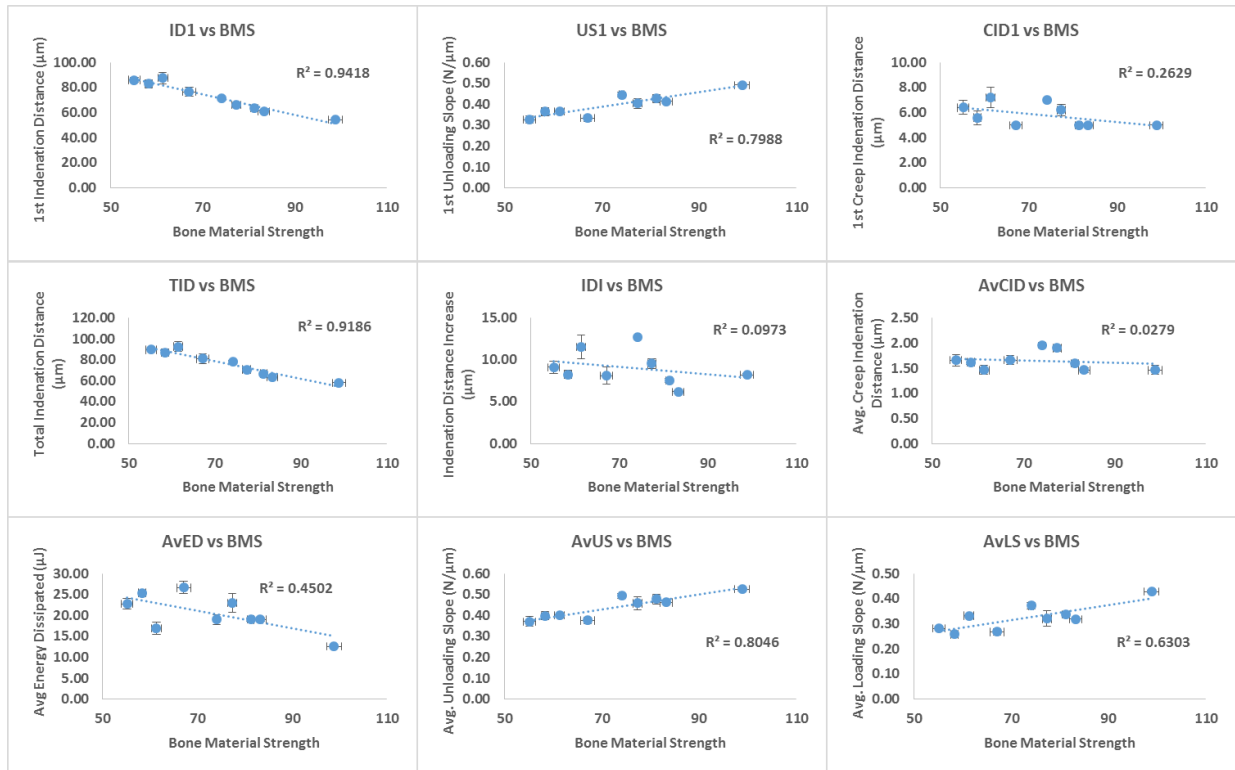 ID1 vs BMS
1st Indenation Distance (µm)
100.00
80.00
60.00
40.00
20.00
0.00
R² = 0.9418
50 70 90 110
Bone Material Strength
US1 vs BMS
1st Unloading Slope (N/µm)
0.60
0.50
0.40
0.30
0.20
0.10
0.00
R² = 0.7988
50 70 90 110
Bone Material Strength
CID1 vs BMS
1st Creep Indenation Distance
(µm)
10.00
8.00
6.00
4.00
2.00
0.00
R² = 0.2629
50 70 90 110
Bone Material Strength
TID vs BMS
Total Indenation Distance
(µm)
120.00
100.00
80.00
60.00
40.00
20.00
0.00
R² = 0.9186
50 70 90 110
Bone Material Strength
IDI vs BMS
Indenation Distance Increase
(µm)
15.00
10.00
5.00
0.00
R² = 0.0973
50 70 90 110
Bone Material Strength
AvCID vs BMS
Avg. Creep Indenation
Distance (µm)
2.50
2.00
1.50
1.00
0.50
0.00
R² = 0.0279
50 70 90 110
Bone Material Strength
AvED vs BMS
Avg Energy Dissipated (µJ)
30.00
25.00
20.00
15.00
10.00
5.00
0.00
R² = 0.4502
50 70 90 110
Bone Material Strength
AvUS vs BMS
Avg. Unloading Slope (N/µm)
0.60
0.50
0.40
0.30
0.20
0.10
0.00
R² = 0.8046
50 70 90 110
Bone Material Strength
AvLS vs BMS
Avg. Loading Slope (N/µm)
0.50
0.40
0.30
0.20
0.10
0.00
R² = 0.6303
50 70 90 110
Bone Material Strength